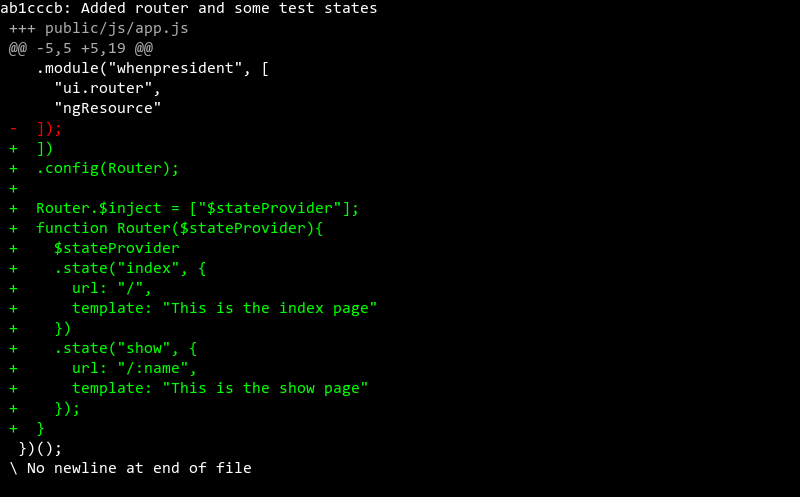 ab1cccb: Added router and some test states
+++ public/js/app.js
@@ -5,5 +5,19 @@
   .module("whenpresident", [
     "ui.router",
     "ngResource"
-  ]);
+  ])
+  .config(Router);
+
+  Router.$inject = ["$stateProvider"];
+  function Router($stateProvider){
+    $stateProvider
+    .state("index", {
+      url: "/",
+      template: "This is the index page"
+    })
+    .state("show", {
+      url: "/:name",
+      template: "This is the show page"
+    });
+  }
 })();
\ No newline at end of file